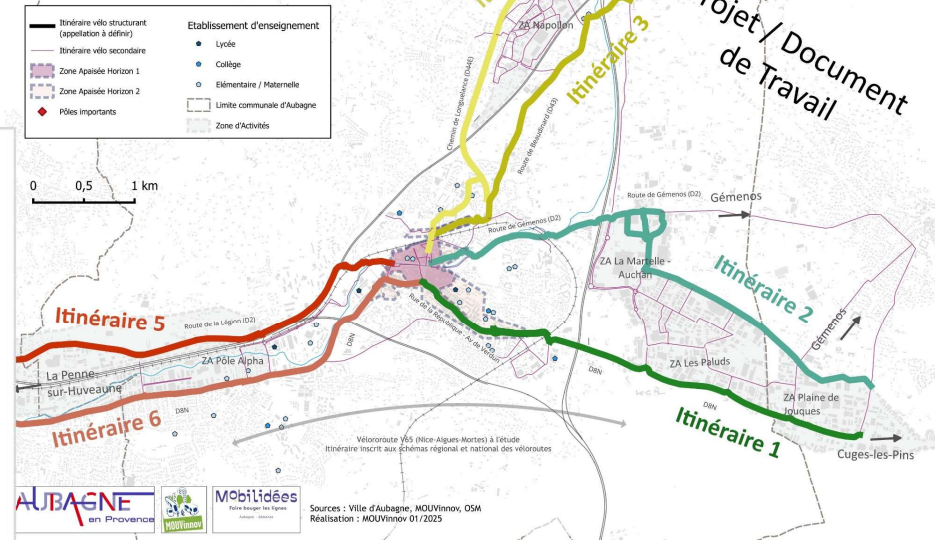 Itinéraire vélo structurant
(appellation à définir)
Itinéraire vélo secondaire
Zone Apaisée Horizon 1
Zone Apaisée Horizon 2
Pôles importants
Etablissement d'enseignement
Lycée
Collège
Elémentaire / Maternelle
Limite communale d'Aubagne
Zone d'Activités
0 0,5 1 km
ZA Napollon
Itinéraire 3
/ Document
de Travail
Chemin de Longuelance (D44E)
Route de Beaudinard (D43)
Route de Gémenos (D2)
Route de Gémenos (D2)
Gémenos
ZA La Martelle -
Auchan
Itinéraire 2
Gémenos
Itinéraire 5
Route de la Légion (D2)
Rue de la République - Av de Verdun
D8N
ZA Pôle Alpha
La Penne-
sur-Huveaune
D8N
Itinéraire 6
D8N
ZA Les Paluds
D8N
ZA Plaine de
Jouques
Itinéraire 1
Cuges-les-Pins
Véloroute V65 (Nice-Aigues-Mortes) à l'étude
Itinéraire inscrit aux schémas régional et national des véloroutes
AUBAGNE
en Provence
MOUVinnov
Mobilidées
Faire bouger les lignes
Sources : Ville d'Aubagne, MOUVinnov, OSM
Réalisation : MOUVinnov 01/2025